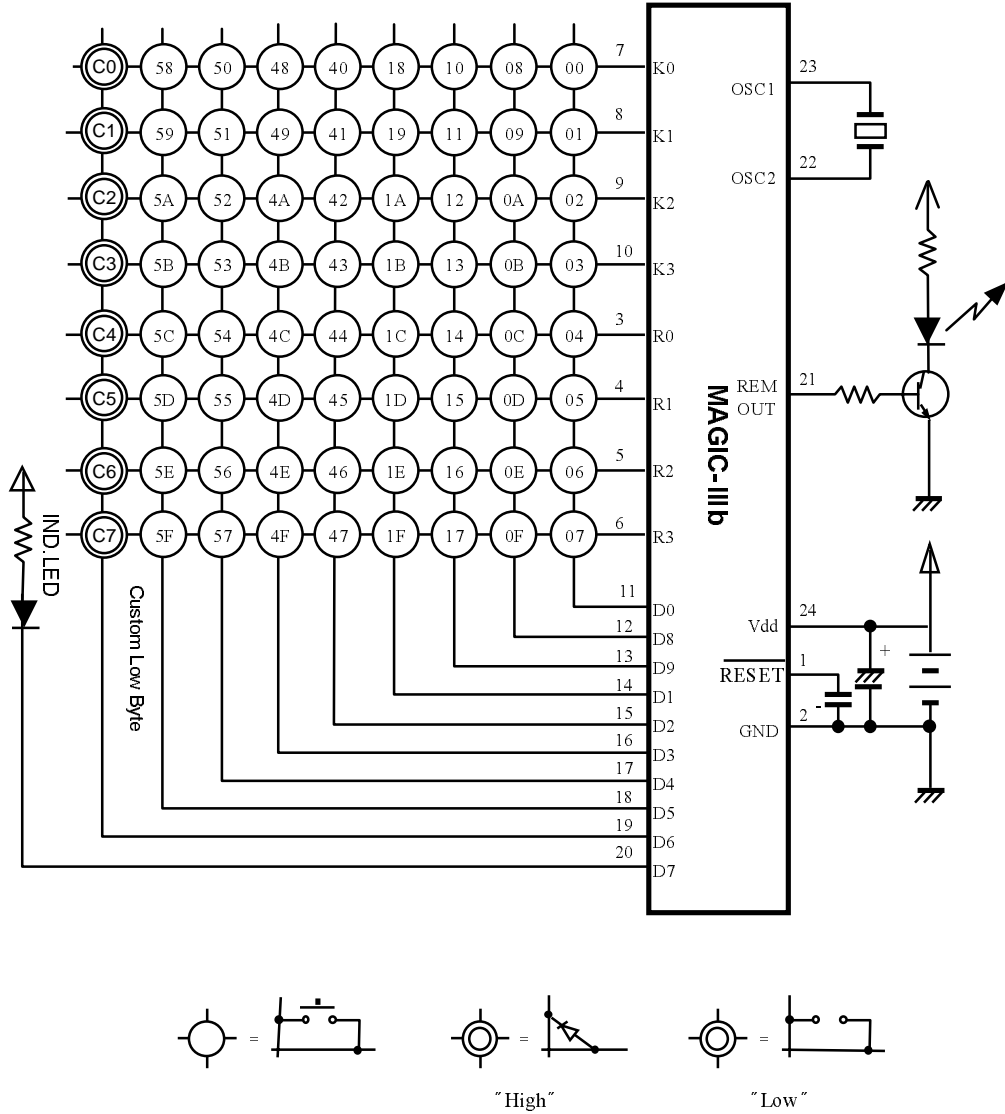 C0 58 50 48 40 18 10 08 00 7 K0
C1 59 51 49 41 19 11 09 01 8 K1
C2 5A 52 4A 42 1A 12 0A 02 9 K2
C3 5B 53 4B 43 1B 13 0B 03 10 K3
C4 5C 54 4C 44 1C 14 0C 04 3 R0
C5 5D 55 4D 45 1D 15 0D 05 4 R1
C6 5E 56 4E 46 1E 16 0E 06 5 R2
C7 5F 57 4F 47 1F 17 0F 07 6 R3
11 D0
12 D8
13 D9
14 D1
15 D2
16 D3
17 D4
18 D5
19 D6
20 D7
IND.LED
Custom Low Byte
MAGIC-IIIb
OSC1 23
OSC2 22
REM 21
OUT
Vdd 24
+
RESET 1
-
GND 2
= = =
"High" "Low"